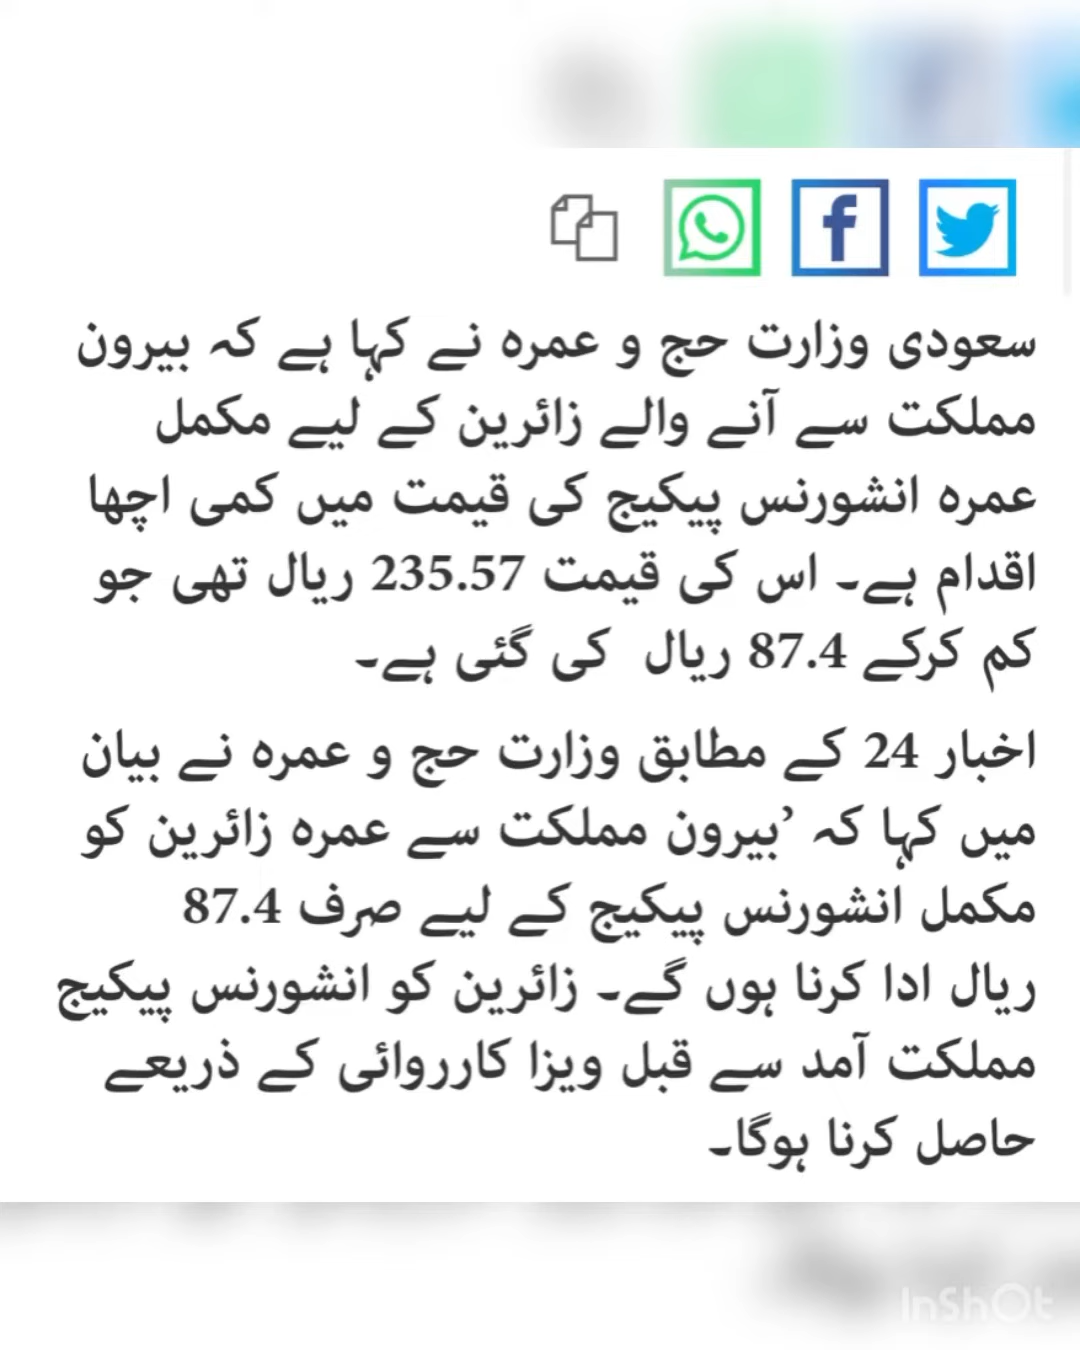 سعودی وزارت حج و عمرہ نے کہا ہے کہ بیرون
مملکت سے آنے والے زائرین کے لیے مکمل
عمرہ انشورنس پیکیج کی قیمت میں کمی اچھا
اقدام ہے۔ اس کی قیمت 235.57 ریال تھی جو
کم کرکے 87.4 ریال کی گئی ہے۔
اخبار 24 کے مطابق وزارت حج و عمرہ نے بیان
میں کہا کہ ’بیرون مملکت سے عمرہ زائرین کو
مکمل انشورنس پیکیج کے لیے صرف 87.4
ریال ادا کرنا ہوں گے۔ زائرین کو انشورنس پیکیج
مملکت آمد سے قبل ویزا کارروائی کے ذریعے
حاصل کرنا ہوگا۔
InShOt